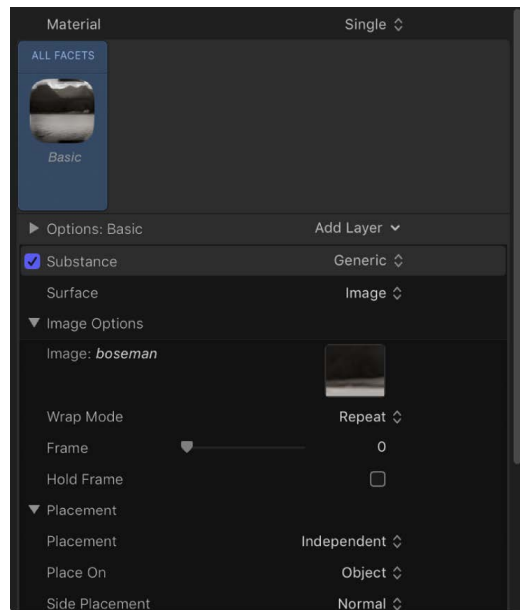 Material Single
ALL FACETS
Basic
Options: Basic Add Layer
Substance Generic
Surface Image
Image Options
Image: boseman
Wrap Mode Repeat
Frame 0
Hold Frame
Placement
Placement Independent
Place On Object
Side Placement Normal